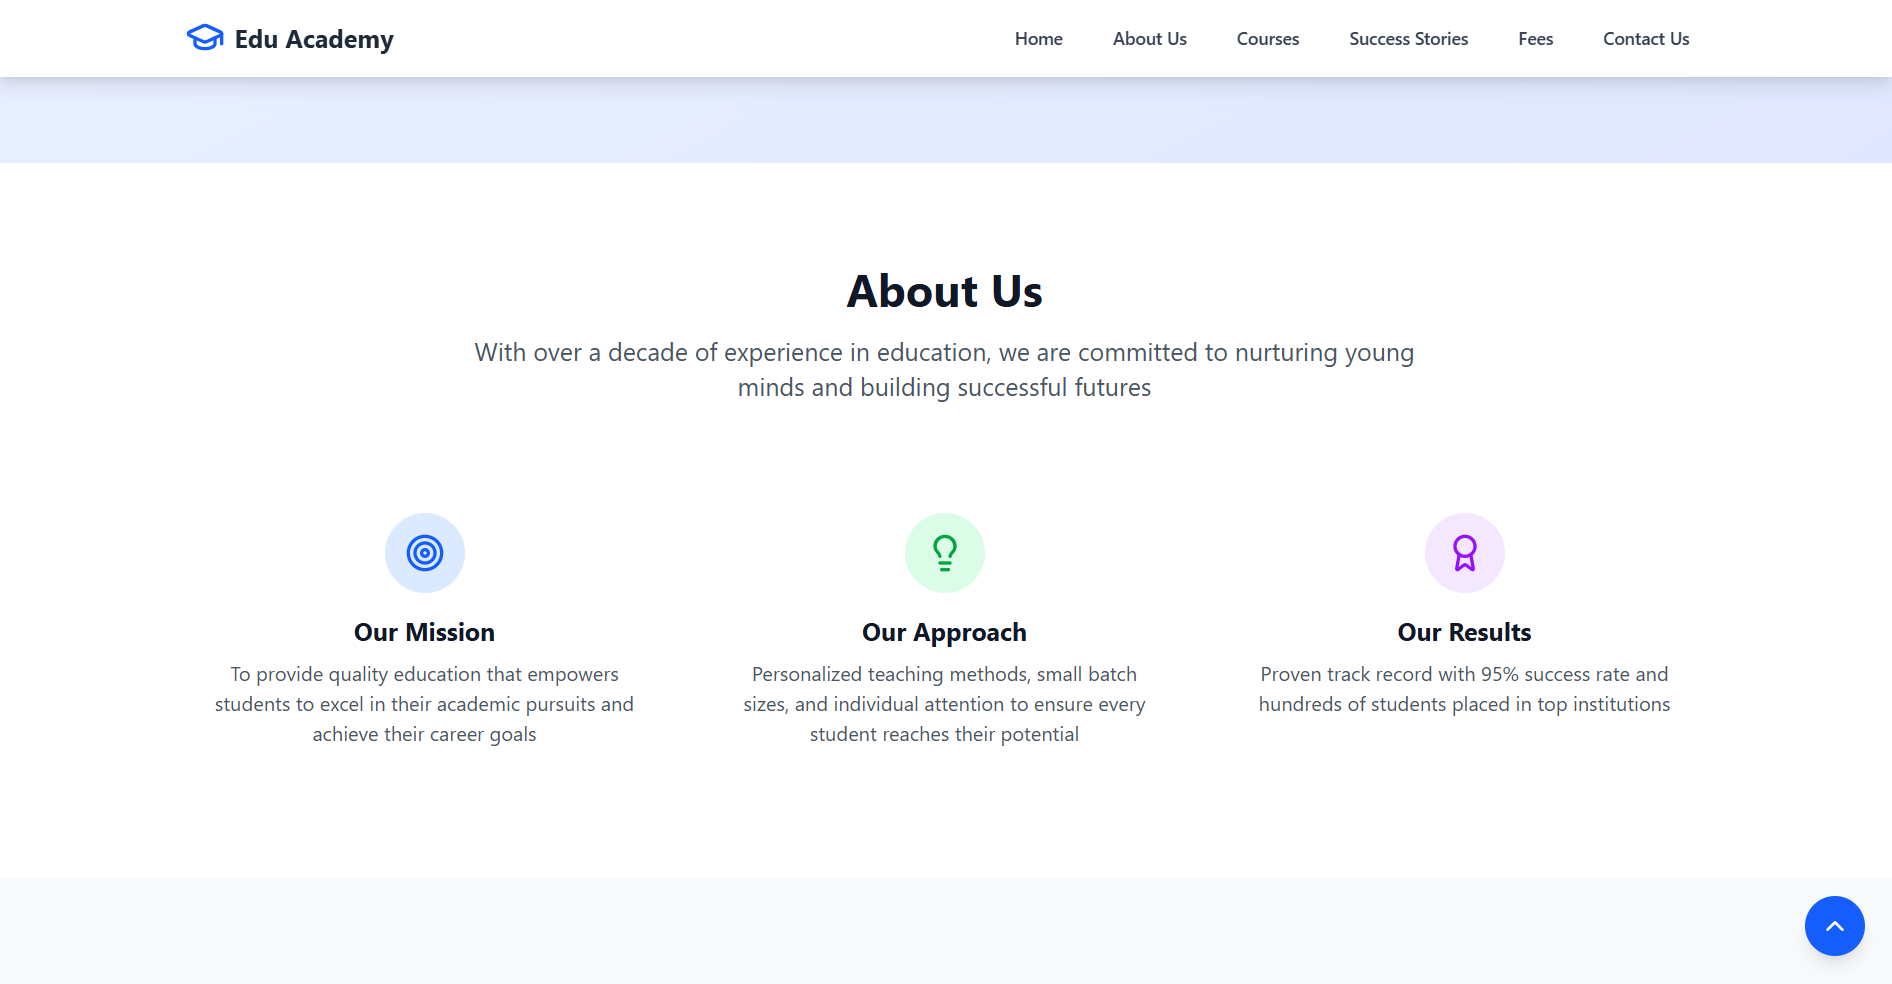 Edu Academy
Home
About Us
Courses
Success Stories
Fees
Contact Us
About Us
With over a decade of experience in education, we are committed to nurturing young
minds and building successful futures
Our Mission
To provide quality education that empowers
students to excel in their academic pursuits and
achieve their career goals
Our Approach
Personalized teaching methods, small batch
sizes, and individual attention to ensure every
student reaches their potential
Our Results
Proven track record with 95% success rate and
hundreds of students placed in top institutions